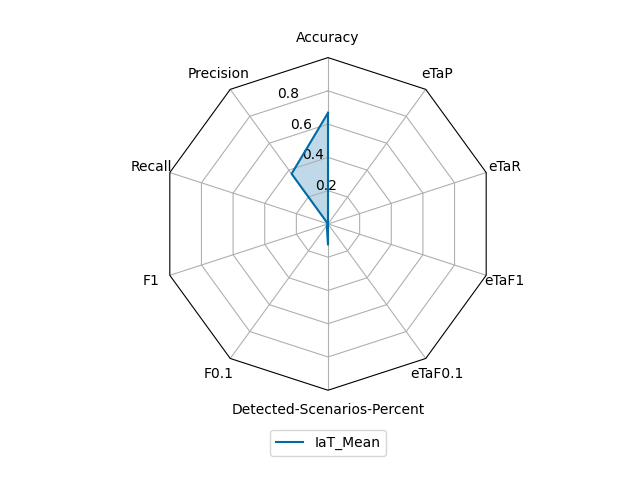 Accuracy
Precision
eTaP
0.8
0.6
0.4
Recall
eTaR
0.2
F1
eTaF1
F0.1
eTaF0.1
Detected-Scenarios-Percent
IaT_Mean